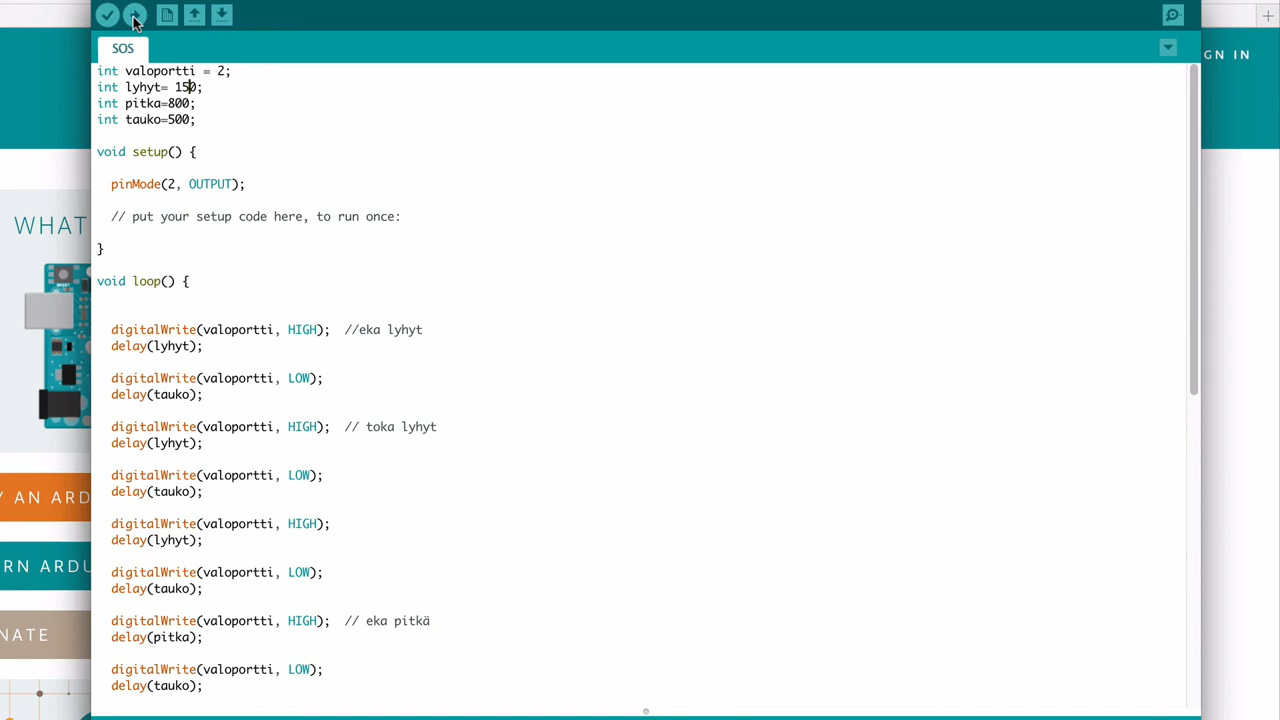 GN IN
SOS
int valoportti = 2;
int lyhyt= 150;
int pitka=800;
int tauko=500;
void setup() {
pinMode(2, OUTPUT);
// put your setup code here, to run once:
}
void loop() {
digitalWrite(valoportti, HIGH);  //eka lyhyt
delay(lyhyt);
digitalWrite(valoportti, LOW);
delay(tauko);
digitalWrite(valoportti, HIGH);  // toka lyhyt
delay(lyhyt);
digitalWrite(valoportti, LOW);
delay(tauko);
digitalWrite(valoportti, HIGH);
delay(lyhyt);
digitalWrite(valoportti, LOW);
delay(tauko);
digitalWrite(valoportti, HIGH);  // eka pitkä
delay(pitka);
digitalWrite(valoportti, LOW);
delay(tauko);
WHAT
Y AN ARD
RN ARDU
NATE